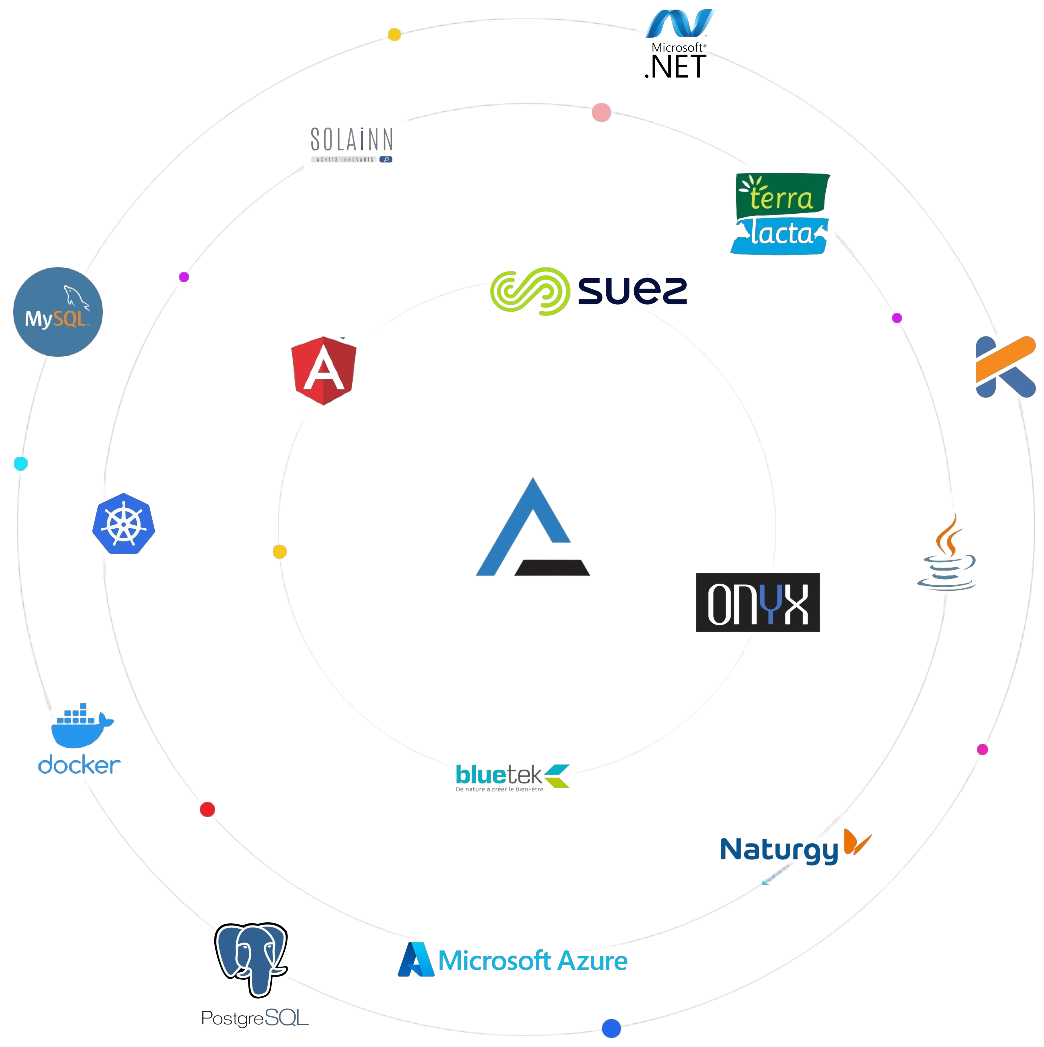 Microsoft®
.NET
SOLAINN
ACHATS INNOVANTS
terra
lacta
suez
MySQL
ONYX
docker
bluetek
De nature à créer le bien-être
Naturgy
Microsoft Azure
PostgreSQL